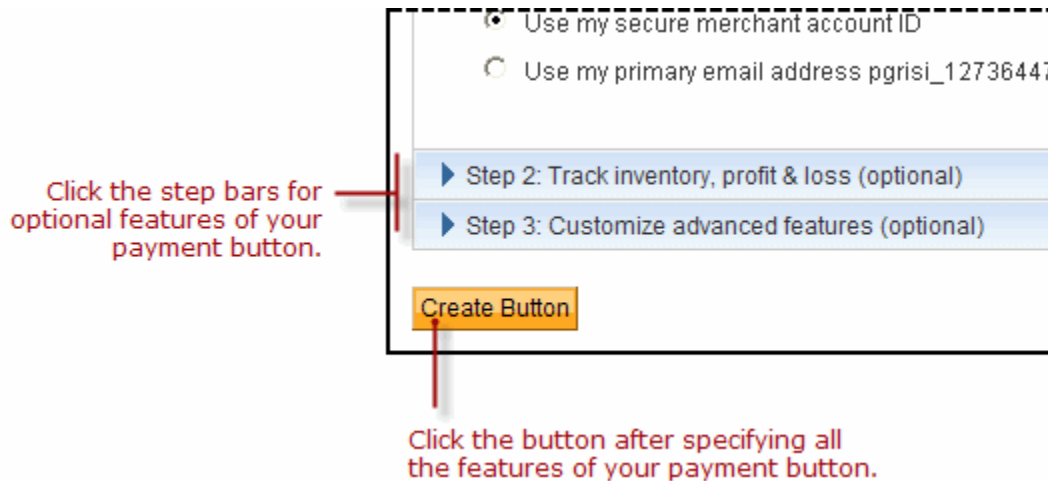 Use my secure merchant account ID
Use my primary email address pgrisi_12736447
Step 2: Track inventory, profit & loss (optional)
Step 3: Customize advanced features (optional)
Click the step bars for
optional features of your
payment button.
Create Button
Click the button after specifying all
the features of your payment button.